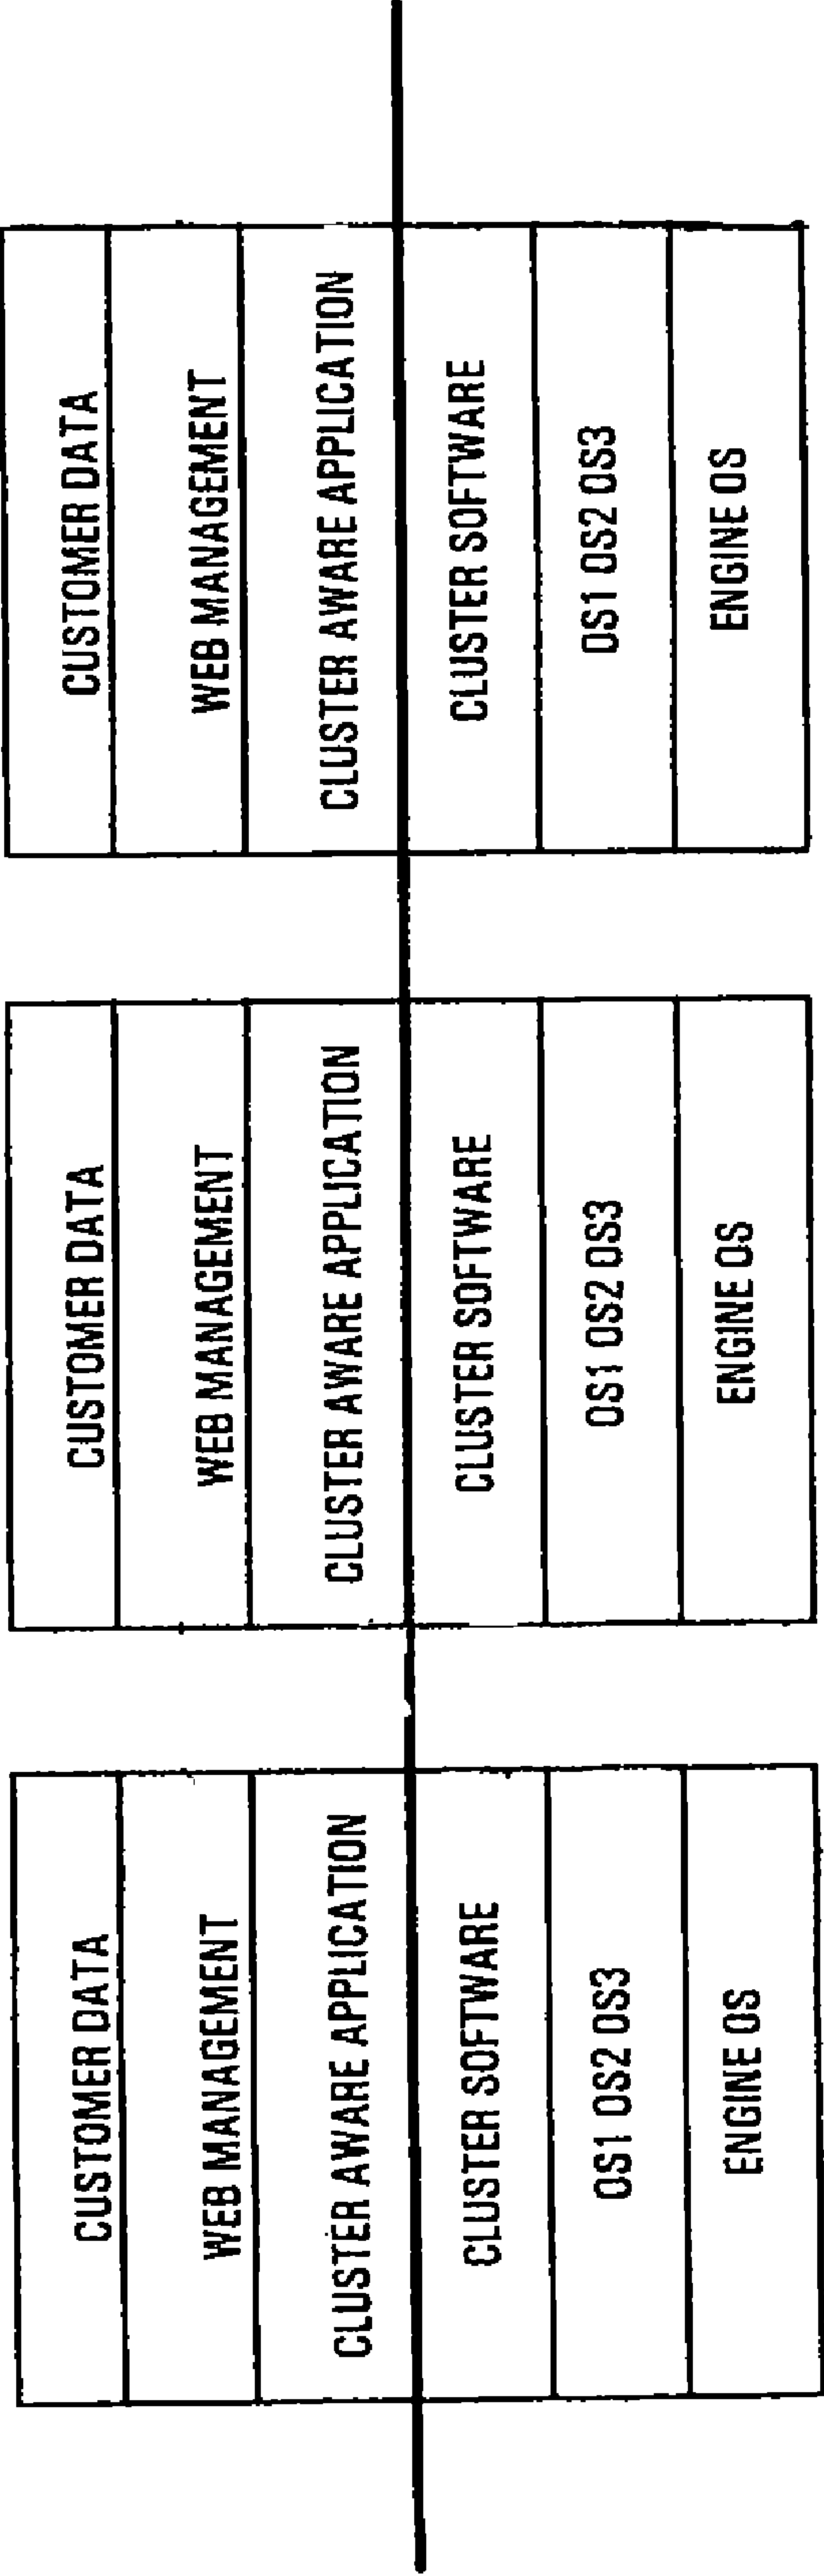 CUSTOMER DATA
WEB MANAGEMENT
CLUSTER AWARE APPLICATION
CLUSTER SOFTWARE
OS1 OS2 OS3
ENGINE OS
CUSTOMER DATA
WEB MANAGEMENT
CLUSTER AWARE APPLICATION
CLUSTER SOFTWARE
OS1 OS2 OS3
ENGINE OS
CUSTOMER DATA
WEB MANAGEMENT
CLUSTER AWARE APPLICATION
CLUSTER SOFTWARE
OS1 OS2 OS3
ENGINE OS